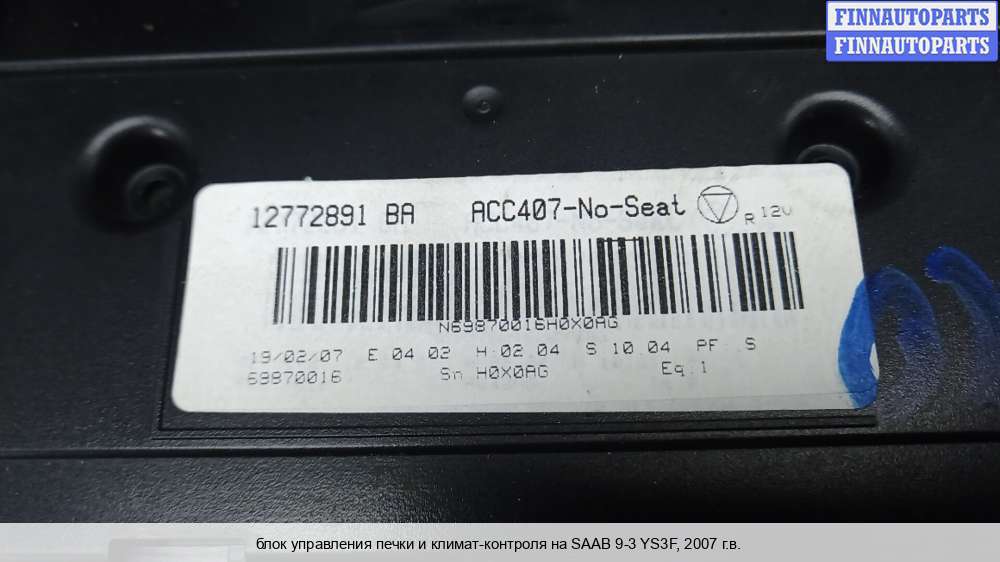 FINNAUTOPARTS
FINNAUTOPARTS
12772891 BA ACC407-No-Seat R 12V
N69870016H0X0AG
19/02/07 E 04.02 H:02.04 S 10.04 PF .S
69870016 Sn H0X0AG Eq.1
блок управления печки и климат-контроля на SAAB 9-3 YS3F, 2007 г.в.